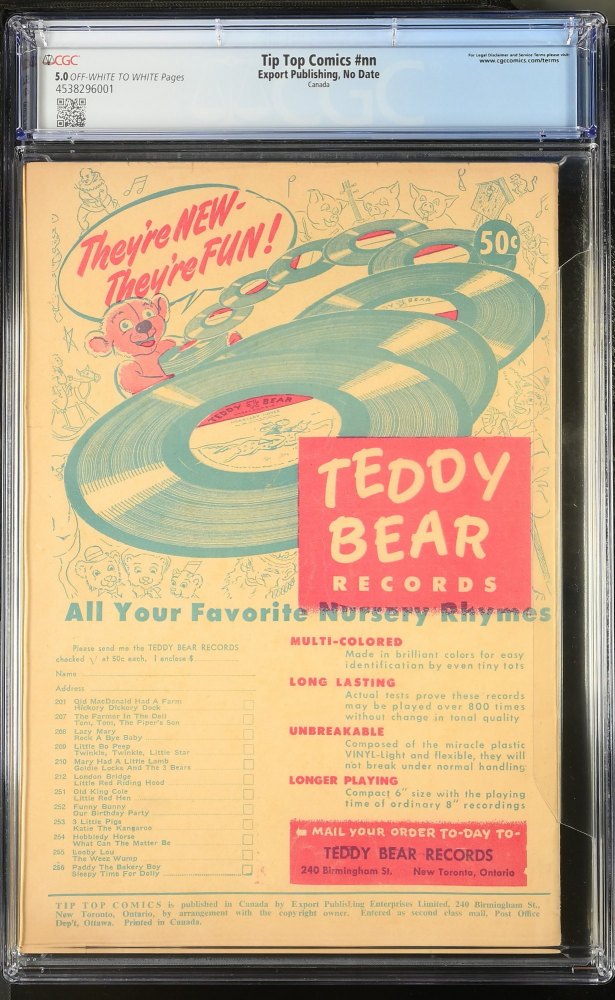 CGC
5.0 OFF-WHITE TO WHITE Pages
4538296001
Tip Top Comics #nn
Export Publishing, No Date
Canada
For Legal Disclaimer and Service Terms please visit:
www.cgccomics.com/terms
They're NEW-
They're FUN!
50¢
TEDDY BEAR
TEDDY
BEAR
RECORDS
All Your Favorite Nursery Rhymes
Please send me the TEDDY BEAR RECORDS
checked √ at 50c each. I enclose $
Name
Address
201 Old MacDonald Had A Farm
Hickory Dickory Dock
207 The Farmer In The Dell
Tom, Tom, The Piper's Son
208 Lazy Mary
Rock A Bye Baby
209 Little Bo Peep
Twinkle, Twinkle, Little Star
210 Mary Had A Little Lamb
Goldie Locks And The 3 Bears
212 London Bridge
Little Red Riding Hood
251 Old King Cole
Little Red Hen
252 Funny Bunny
Our Birthday Party
253 3 Little Pigs
Katie The Kangaroo
254 Hobbledy Horse
What Can The Matter Be
255 Looby Lou
The Weez Wump
256 Paddy The Bakery Boy
Sleepy Time For Dolly
MULTI-COLORED
Made in brilliant colors for easy
identification by even tiny tots
LONG LASTING
Actual tests prove these records
may be played over 800 times
without change in tonal quality
UNBREAKABLE
Composed of the miracle plastic
VINYL-Light and flexible, they will
not break under normal handling
LONGER PLAYING
Compact 6" size with the playing
time of ordinary 8" recordings
MAIL YOUR ORDER TO-DAY TO-
TEDDY BEAR RECORDS
240 Birmingham St. New Toronto, Ontario
TIP TOP COMICS is published in Canada by Export Publishing Enterprises Limited, 240 Birmingham St.,
New Toronto, Ontario, by arrangement with the copyright owner. Entered as second class mail, Post Office
Dep't, Ottawa. Printed in Canada.